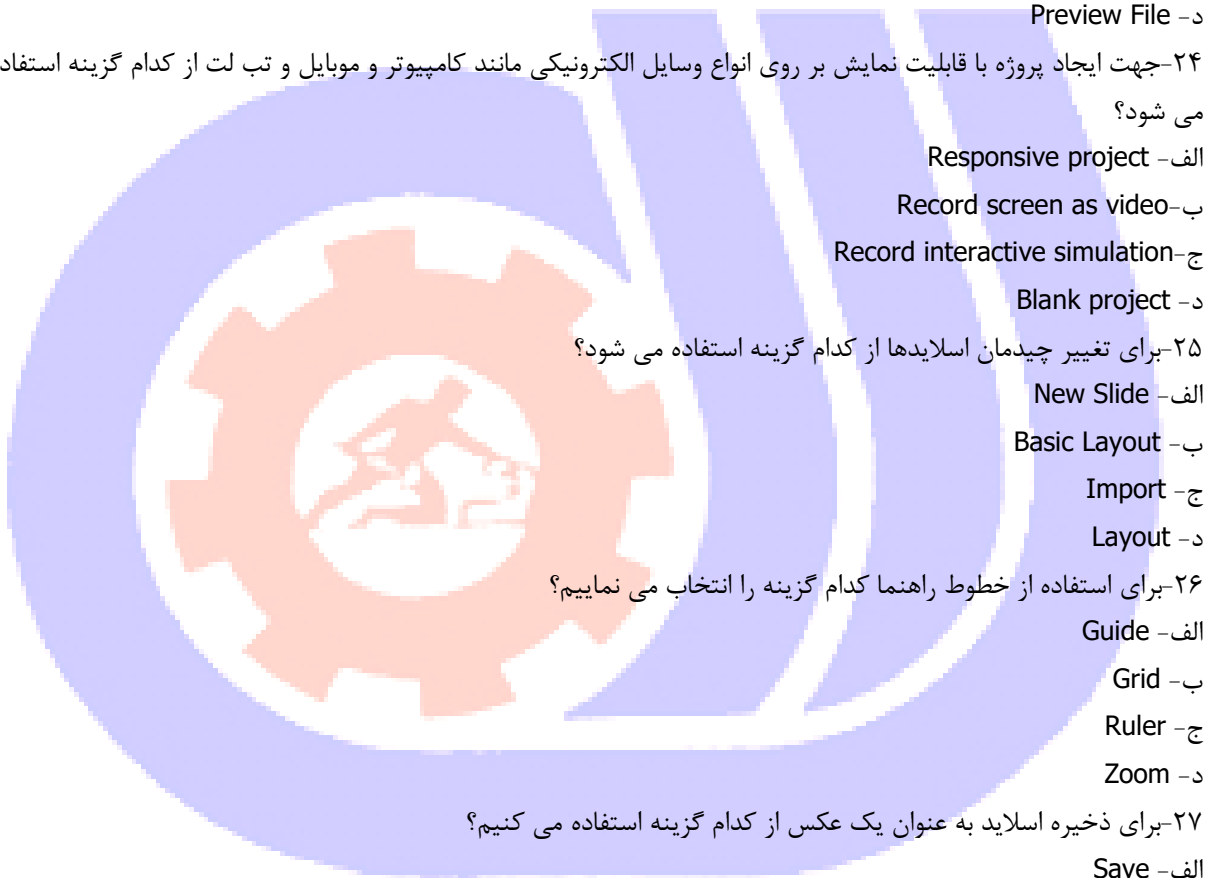 د- Preview File
۲۴-جهت ایجاد پروژه با قابلیت نمایش بر روی انواع وسایل الکترونیکی مانند کامپیوتر و موبایل و تب لت از کدام گزینه استفاد
می شود؟
الف- Responsive project
ب-Record screen as video
ج-Record interactive simulation
د- Blank project
۲۵-برای تغییر چیدمان اسلایدها از کدام گزینه استفاده می شود؟
الف- New Slide
ب- Basic Layout
ج- Import
د- Layout
۲۶-برای استفاده از خطوط راهنما کدام گزینه را انتخاب می نماییم؟
الف- Guide
ب- Grid
ج- Ruler
د- Zoom
۲۷-برای ذخیره اسلاید به عنوان یک عکس از کدام گزینه استفاده می کنیم؟
الف- Save